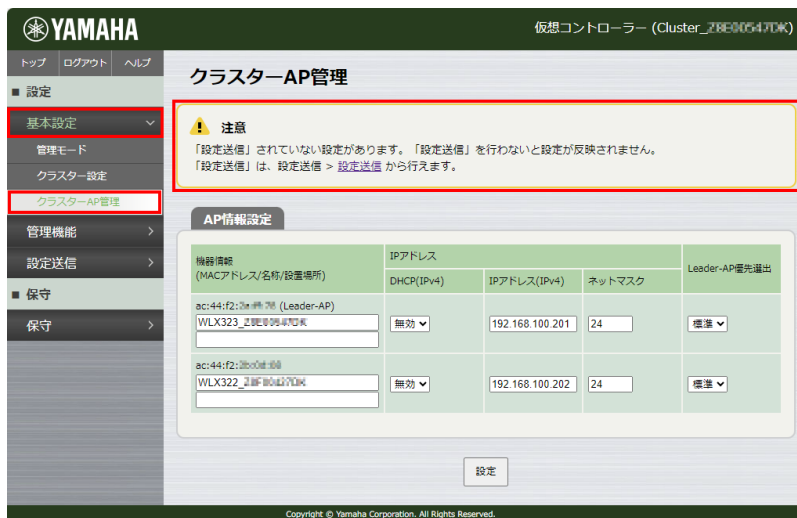 YAMAHA
仮想コントローラー (Cluster_
トップ ログアウト ヘルプ
■ 設定
基本設定
管理モード
クラスター設定
クラスターAP管理
管理機能
設定送信
■ 保守
保守
クラスターAP管理
注意
「設定送信」されていない設定があります。「設定送信」を行わないと設定が反映されません。
「設定送信」は、設定送信 > 設定送信 から行えます。
AP情報設定
機器情報
(MACアドレス/名称/設置場所)
IPアドレス
DHCP(IPv4) IPアドレス(IPv4) ネットマスク
Leader-AP優先選出
ac:44:f2: (Leader-AP)
WLX323_
無効 192.168.100.201 24 標準
ac:44:f2:
WLX322_
無効 192.168.100.202 24 標準
設定
Copyright © Yamaha Corporation. All Rights Reserved.